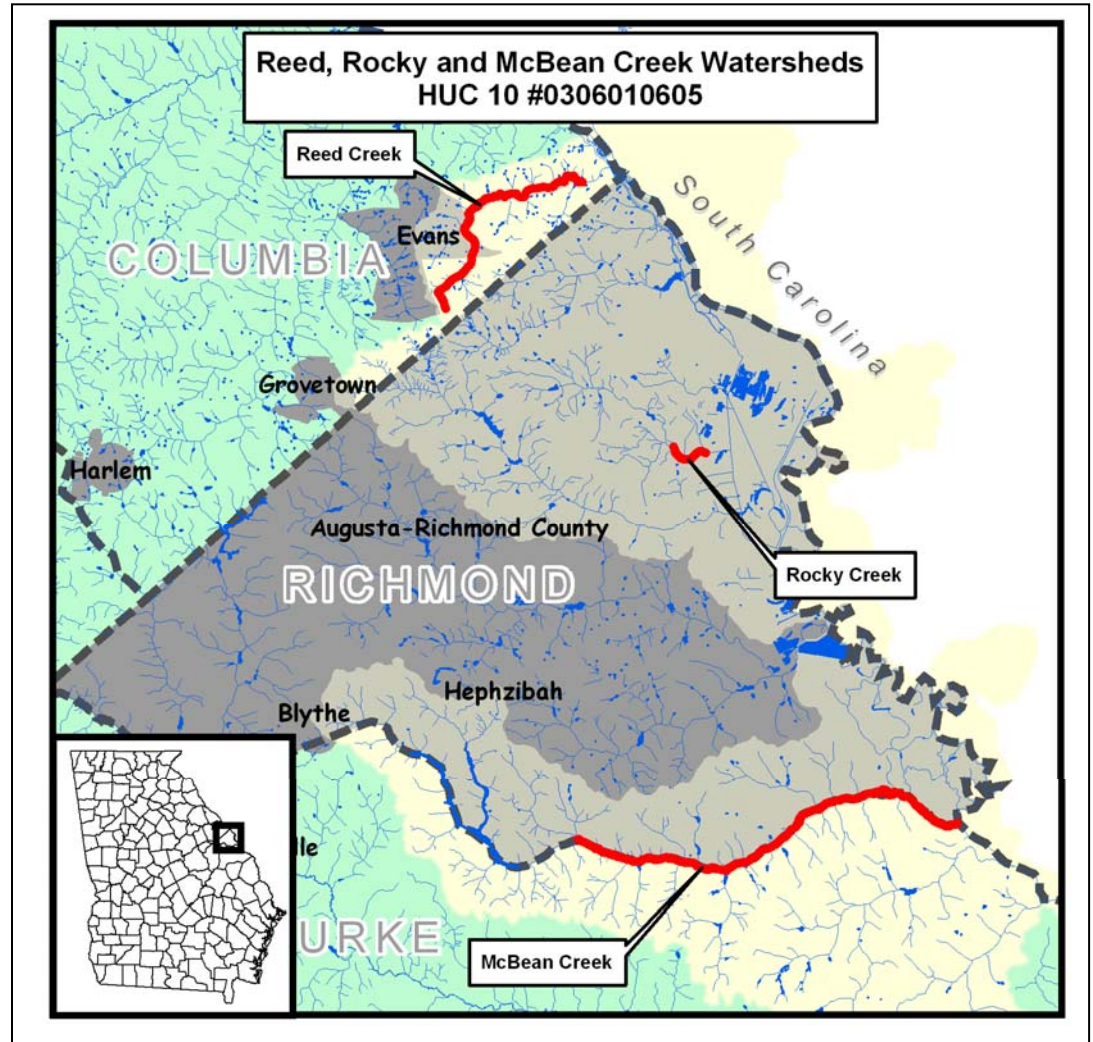 Reed, Rocky and McBean Creek Watersheds
HUC 10 #0306010605
Reed Creek
South Carolina
Evans
COLUMBIA
Grovetown
Harlem
Augusta-Richmond County
RICHMOND
Rocky Creek
Hephzibah
Blythe
lle
URKE
McBean Creek